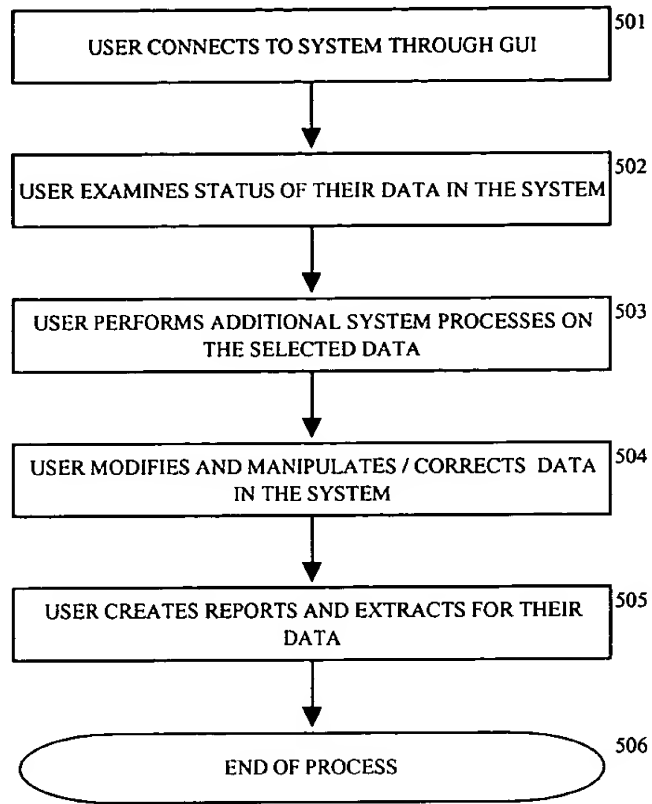 501
USER CONNECTS TO SYSTEM THROUGH GUI
502
USER EXAMINES STATUS OF THEIR DATA IN THE SYSTEM
503
USER PERFORMS ADDITIONAL SYSTEM PROCESSES ON
THE SELECTED DATA
504
USER MODIFIES AND MANIPULATES / CORRECTS DATA
IN THE SYSTEM
505
USER CREATES REPORTS AND EXTRACTS FOR THEIR
DATA
506
END OF PROCESS